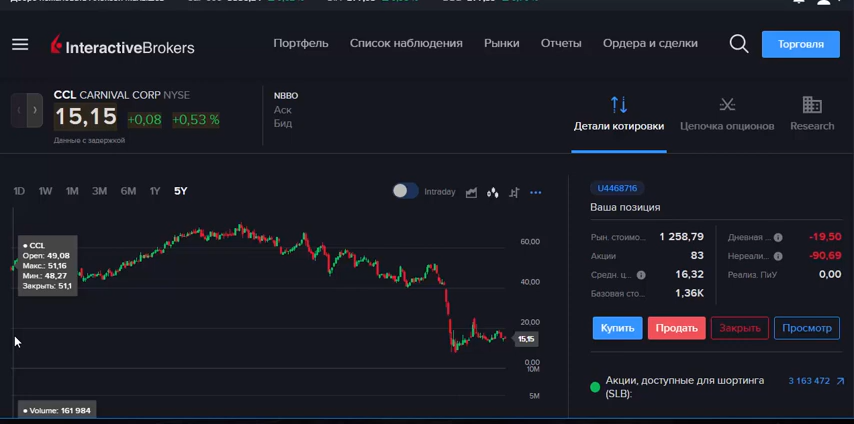 InteractiveBrokers
Портфель
Список наблюдения
Рынки
Отчеты
Ордера и сделки
Торговля
CCL CARNIVAL CORP NYSE
15,15 +0,08 +0,53 %
Данные с задержкой
NBBO
Аск
Бид
Детали котировки
Цепочка опционов
Research
1D 1W 1M 3M 6M 1Y 5Y
Intraday
CCL
Open: 49,08
Макс.: 51,16
Мин.: 48,27
Закрыть: 51,1
60,00
40,00
20,00
15,15
0,00
10M
5M
Volume: 161 984
U4468716
Ваша позиция
Рын. стоимо... 1 258,79
Акции 83
Средн. ц... 16,32
Базовая сто... 1,36K
Дневная ... -19,50
Нереали... -90,69
Реализ. ПиУ 0,00
Купить
Продать
Закрыть
Просмотр
Акции, доступные для шортинга
(SLB):
3 163 472